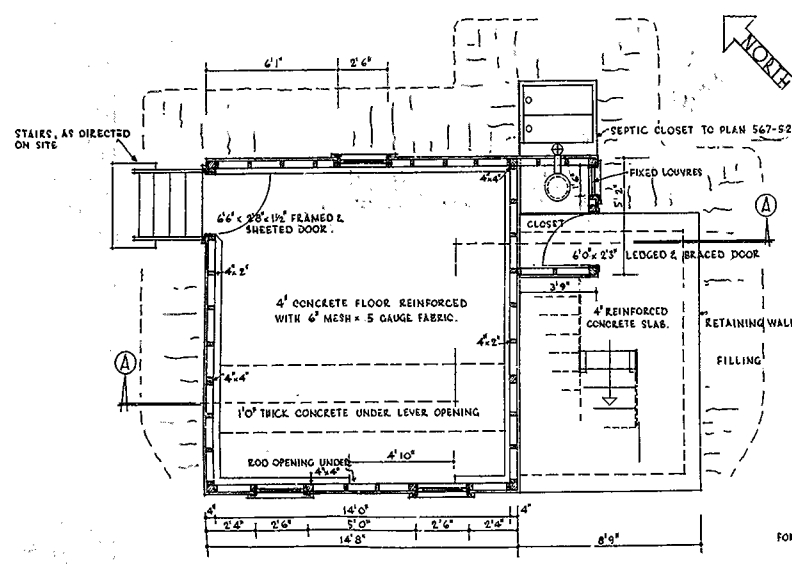 NORTH
6'1" 2'6"
STAIRS, AS DIRECTED
ON SITE
SEPTIC CLOSET TO PLAN 567-52
4"x4"
FIXED LOUVRES
5'2"
A
6'6" x 2'8" x 1½" FRAMED &
SHEETED DOOR.
CLOSET
6'0" x 2'3" LEDGED & BRACED DOOR
4"x2"
3'9"
4" CONCRETE FLOOR REINFORCED
WITH 6" MESH x .5 GAUGE FABRIC.
4" REINFORCED
CONCRETE SLAB.
RETAINING WALL
4"x2"
A
FILLING
4"x4"
1'0" THICK CONCRETE UNDER LEVER OPENING
ROD OPENING UNDER
4'10"
4"x4"
4" 14'0" 4"
2'4" 2'6" 5'0" 2'6" 2'4"
14'8" 8'9"
FOR